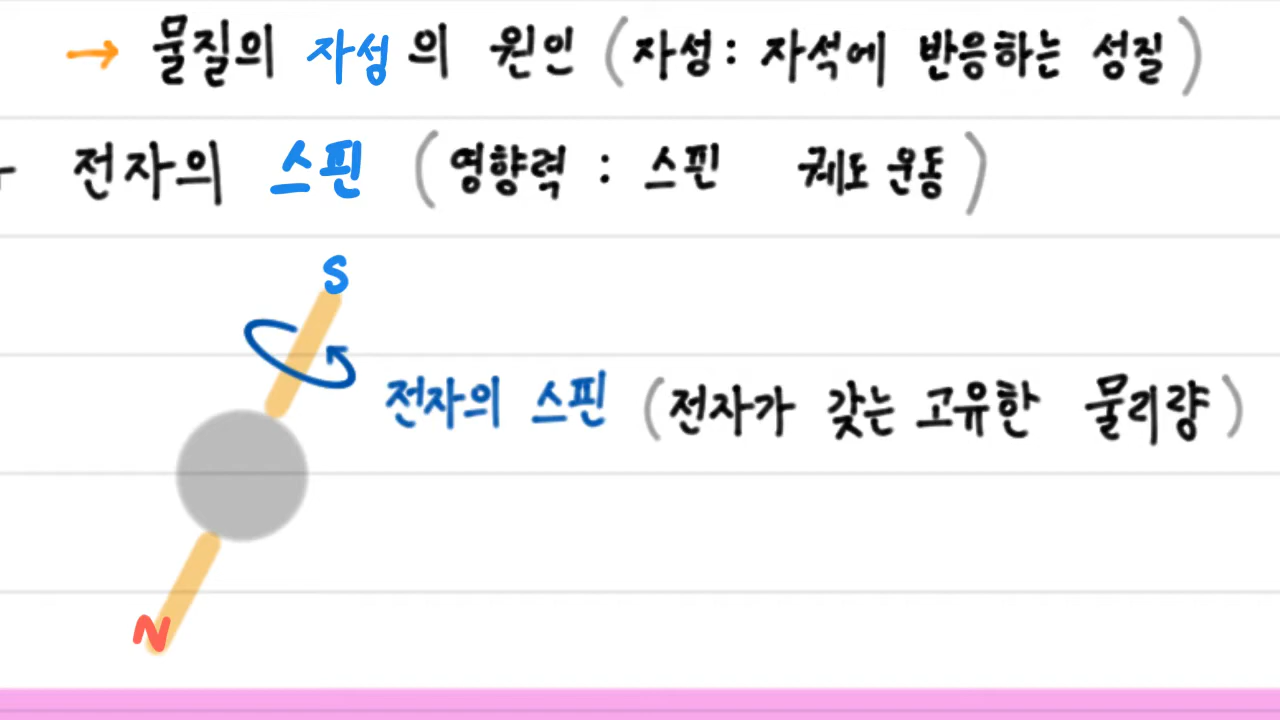 → 물질의 자성의 원인 (자성: 자석에 반응하는 성질)
전자의 스핀 (영향력 : 스핀 궤도 운동)
S
전자의 스핀 (전자가 갖는 고유한 물리량)
N